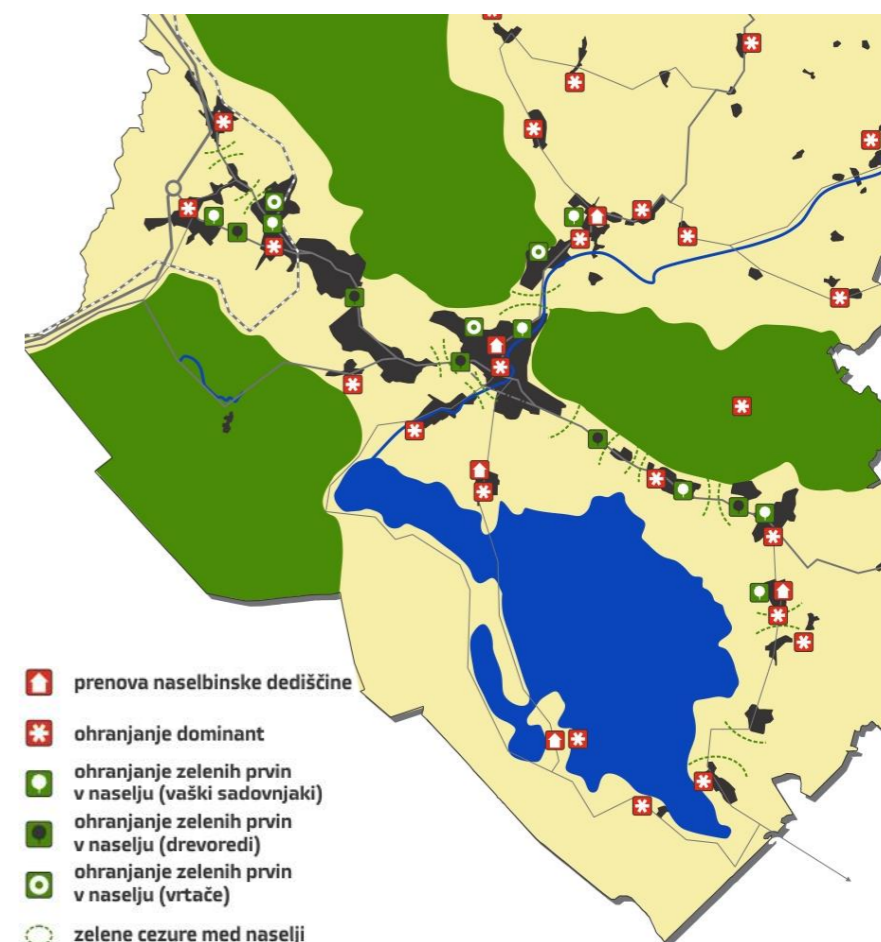 prenova naselbinske dediščine
ohranjanje dominant
ohranjanje zelenih prvin
v naselju (vaški sadovnjaki)
ohranjanje zelenih prvin
v naselju (drevoredi)
ohranjanje zelenih prvin
v naselju (vrtače)
zelene cezure med naselji